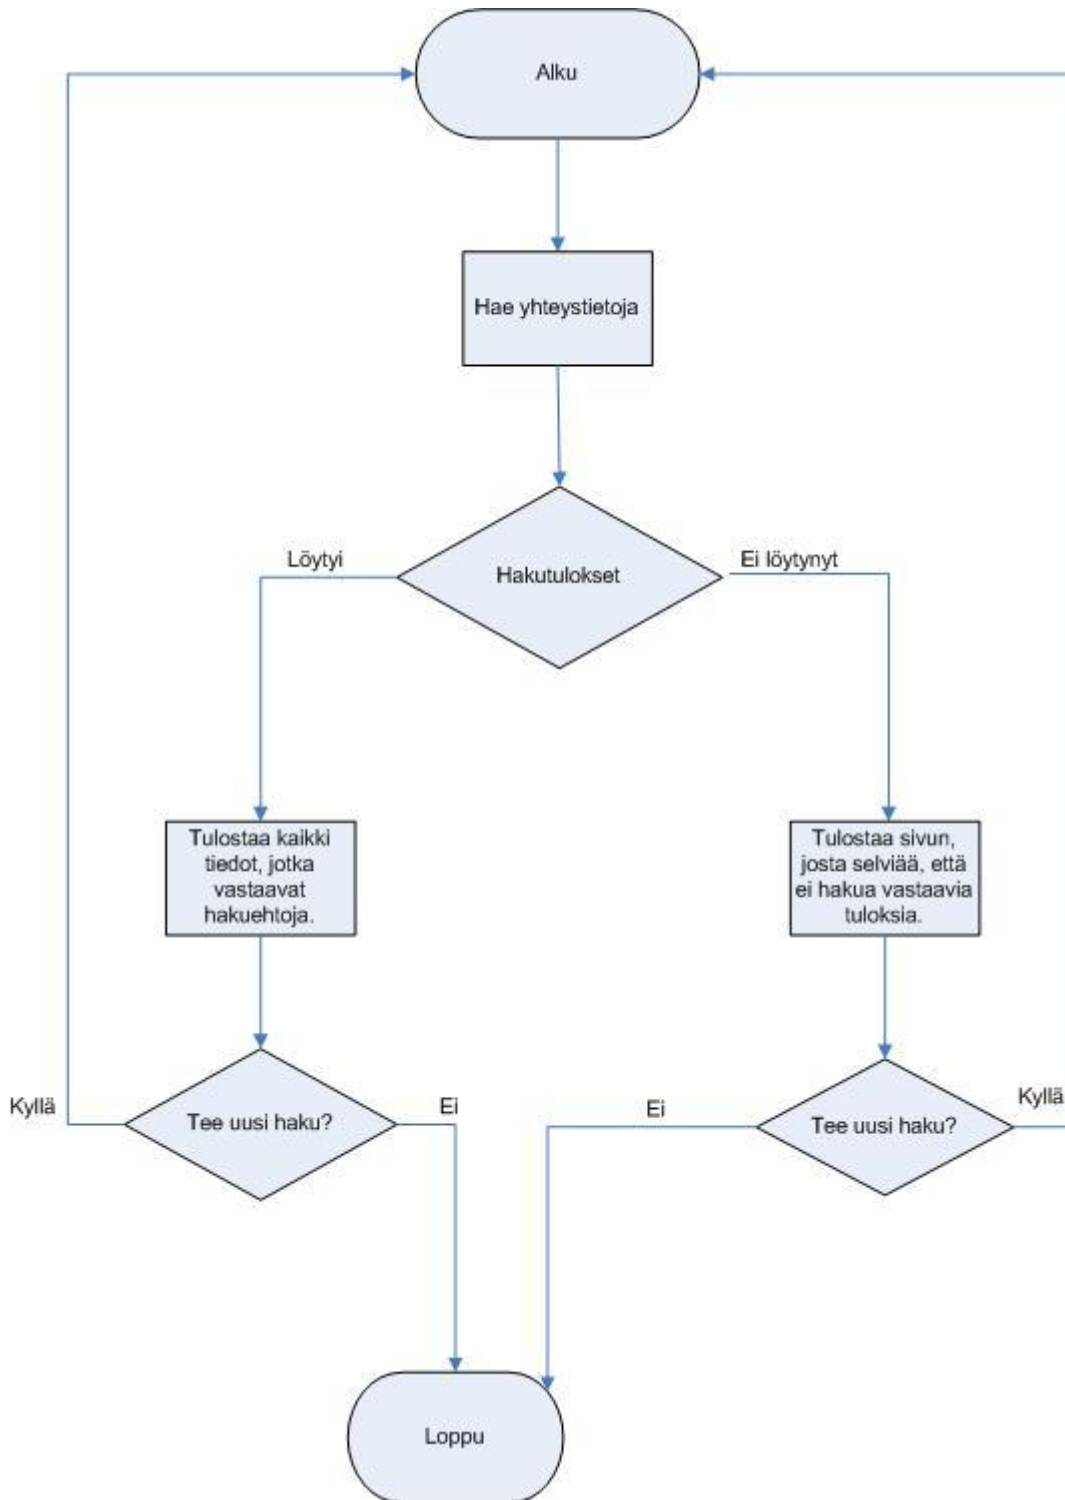 Alku
Hae yhteystietoja
Löytyi
Hakutulokset
Ei löytynyt
Tulostaa kaikki
tiedot, jotka
vastaavat
hakuehtoja.
Tulostaa sivun,
josta selviää, että
ei hakua vastaavia
tuloksia.
Kyllä
Tee uusi haku?
Ei
Ei
Tee uusi haku?
Kyllä
Loppu